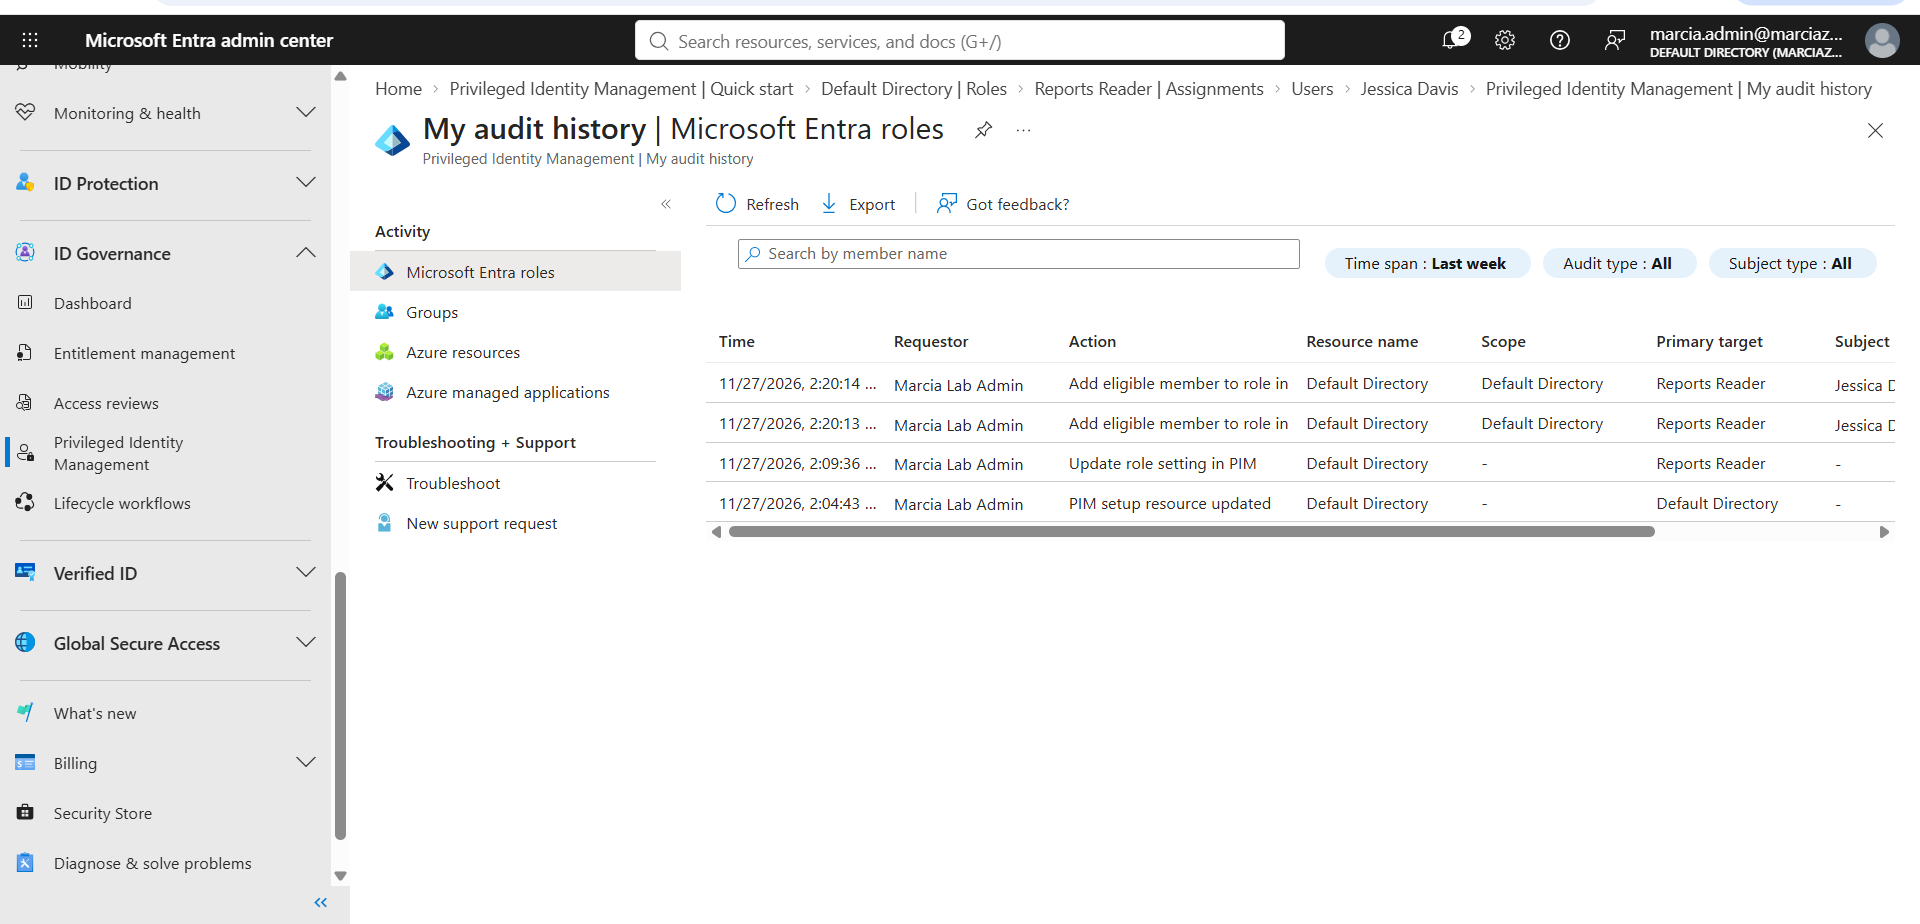 Microsoft Entra admin center
Search resources, services, and docs (G+/)
2
marcia.admin@marciaz...
DEFAULT DIRECTORY (MARCIAZ...
Mobility
Monitoring & health
ID Protection
ID Governance
Dashboard
Entitlement management
Access reviews
Privileged Identity
Management
Lifecycle workflows
Verified ID
Global Secure Access
What's new
Billing
Security Store
Diagnose & solve problems
Home > Privileged Identity Management | Quick start > Default Directory | Roles > Reports Reader | Assignments > Users > Jessica Davis > Privileged Identity Management | My audit history
My audit history | Microsoft Entra roles
Privileged Identity Management | My audit history
Activity
Microsoft Entra roles
Groups
Azure resources
Azure managed applications
Troubleshooting + Support
Troubleshoot
New support request
Refresh Export Got feedback?
Search by member name
Time span : Last week Audit type : All Subject type : All
Time Requestor Action Resource name Scope Primary target Subject
11/27/2026, 2:20:14 ... Marcia Lab Admin Add eligible member to role in Default Directory Default Directory Reports Reader Jessica D
11/27/2026, 2:20:13 ... Marcia Lab Admin Add eligible member to role in Default Directory Default Directory Reports Reader Jessica D
11/27/2026, 2:09:36 ... Marcia Lab Admin Update role setting in PIM Default Directory - Reports Reader -
11/27/2026, 2:04:43 ... Marcia Lab Admin PIM setup resource updated Default Directory - Default Directory -